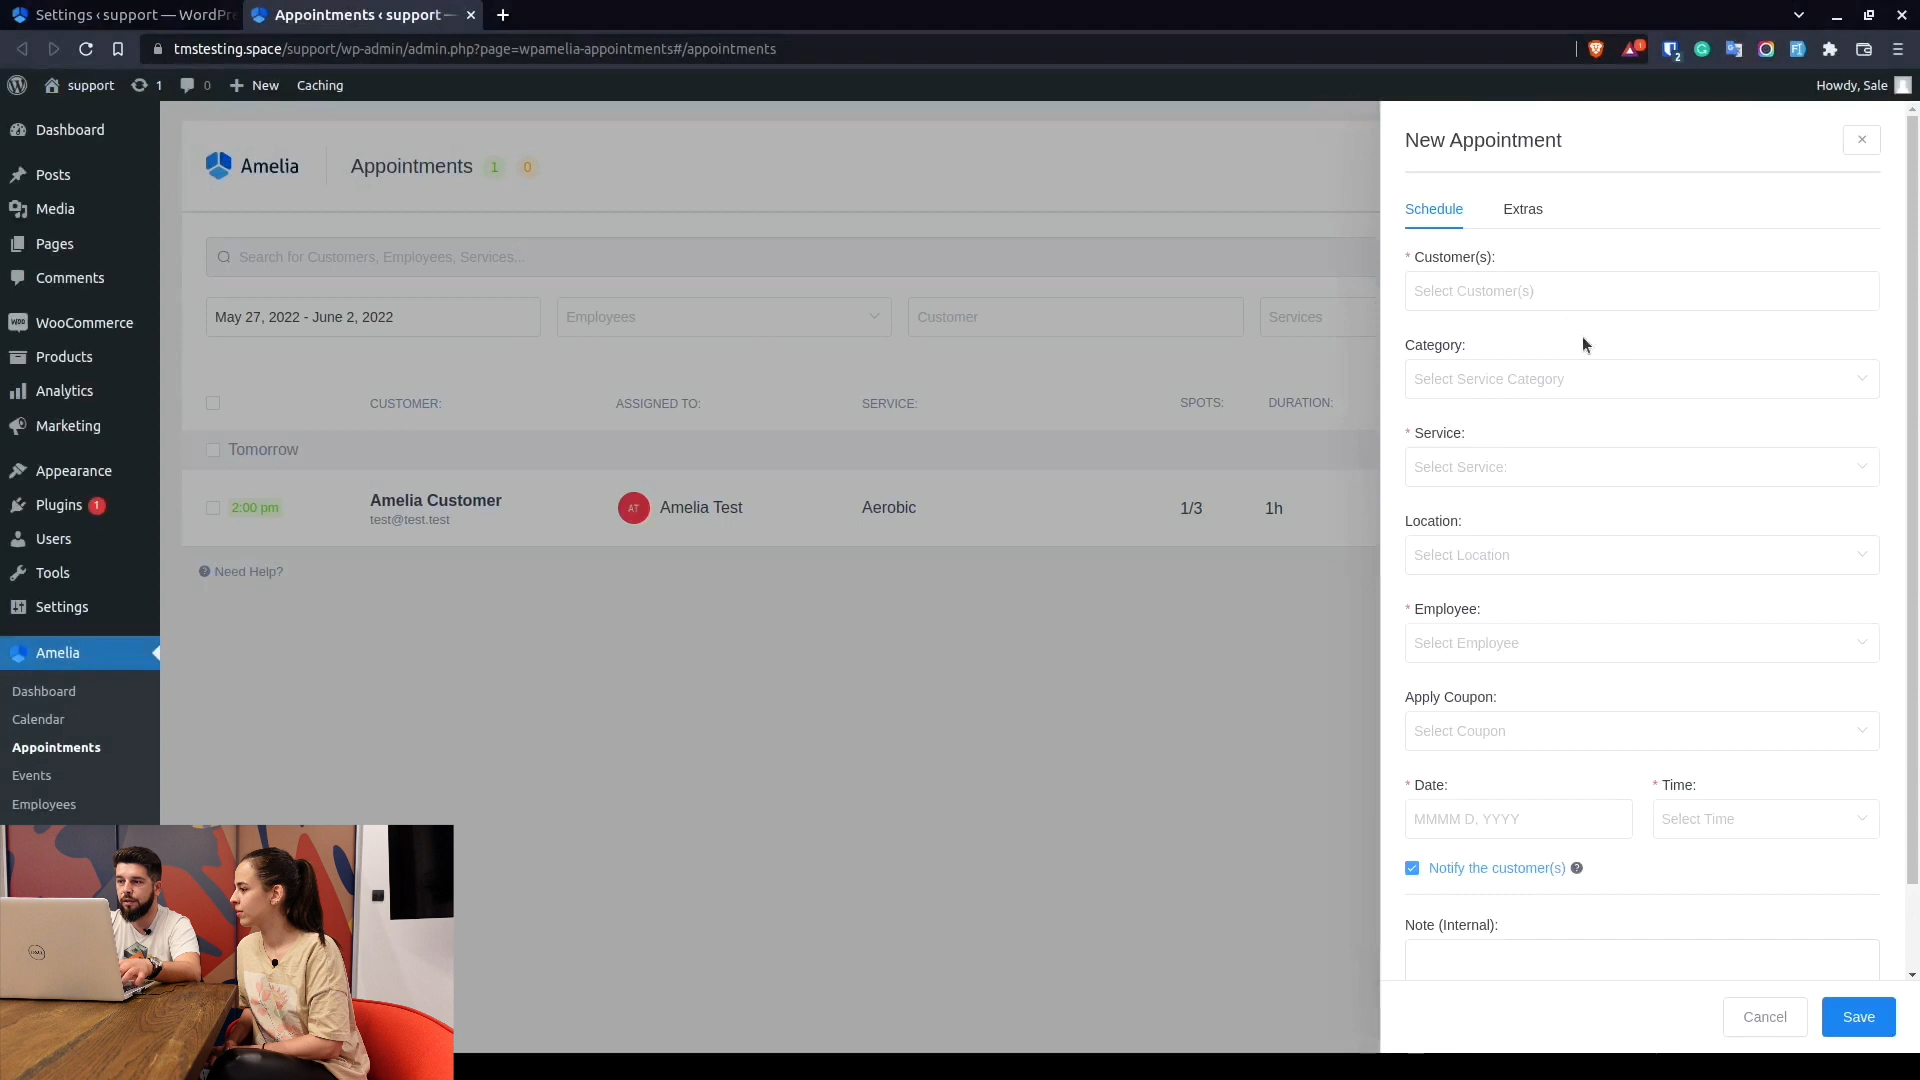 Settings ‹ support — WordPre
Appointments ‹ support —
tmstesting.space/support/wp-admin/admin.php?page=wpamelia-appointments#/appointments
1
2
support
1
0
New
Caching
Howdy, Sale
Dashboard
Posts
Media
Pages
Comments
WooCommerce
Products
Analytics
Marketing
Appearance
Plugins 1
Users
Tools
Settings
Amelia
Dashboard
Calendar
Appointments
Events
Employees
Amelia
Appointments 1 0
Search for Customers, Employees, Services...
May 27, 2022 - June 2, 2022
Employees
Customer
Services
CUSTOMER:
ASSIGNED TO:
SERVICE:
SPOTS:
DURATION:
Tomorrow
2:00 pm
Amelia Customer
test@test.test
AT
Amelia Test
Aerobic
1/3
1h
Need Help?
New Appointment
Schedule
Extras
* Customer(s):
Select Customer(s)
Category:
Select Service Category
* Service:
Select Service:
Location:
Select Location
* Employee:
Select Employee
Apply Coupon:
Select Coupon
* Date:
* Time:
MMMM D, YYYY
Select Time
Notify the customer(s)
Note (Internal):
Cancel
Save
DELL